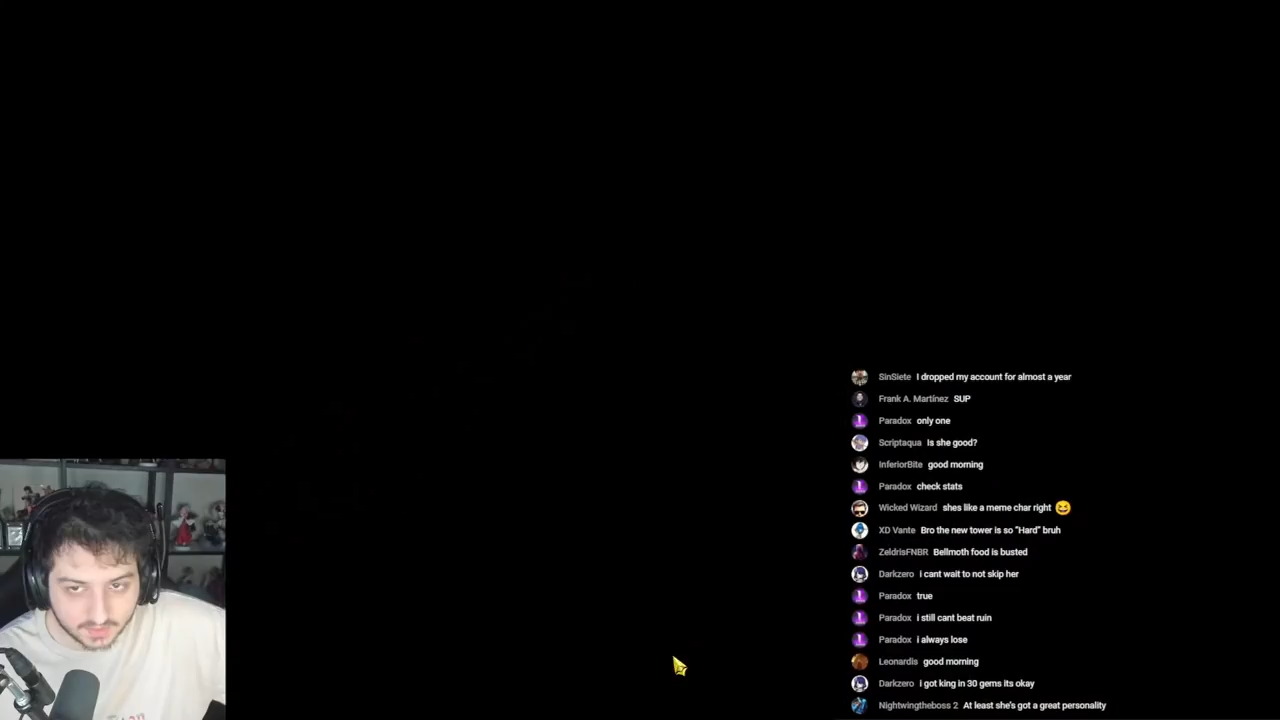 SinSiete I dropped my account for almost a year
Frank A. Martínez SUP
Paradox only one
Scriptaqua Is she good?
InferiorBite good morning
Paradox check stats
Wicked Wizard shes like a meme char right 😆
XD Vante Bro the new tower is so “Hard” bruh
ZeldrisFNBR Bellmoth food is busted
Darkzero i cant wait to not skip her
Paradox true
Paradox i still cant beat ruin
Paradox i always lose
Leonardis good morning
Darkzero i got king in 30 gems its okay
Nightwingtheboss 2 At least she's got a great personality